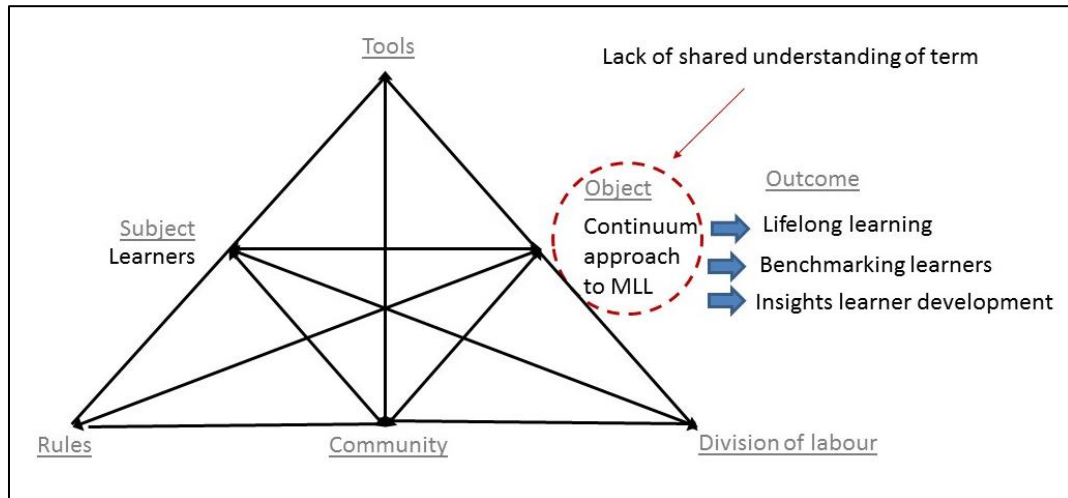 Tools
Lack of shared understanding of term
Object
Outcome
Continuum
approach
to MLL
Lifelong learning
Benchmarking learners
Insights learner development
Subject
Learners
Rules
Community
Division of labour